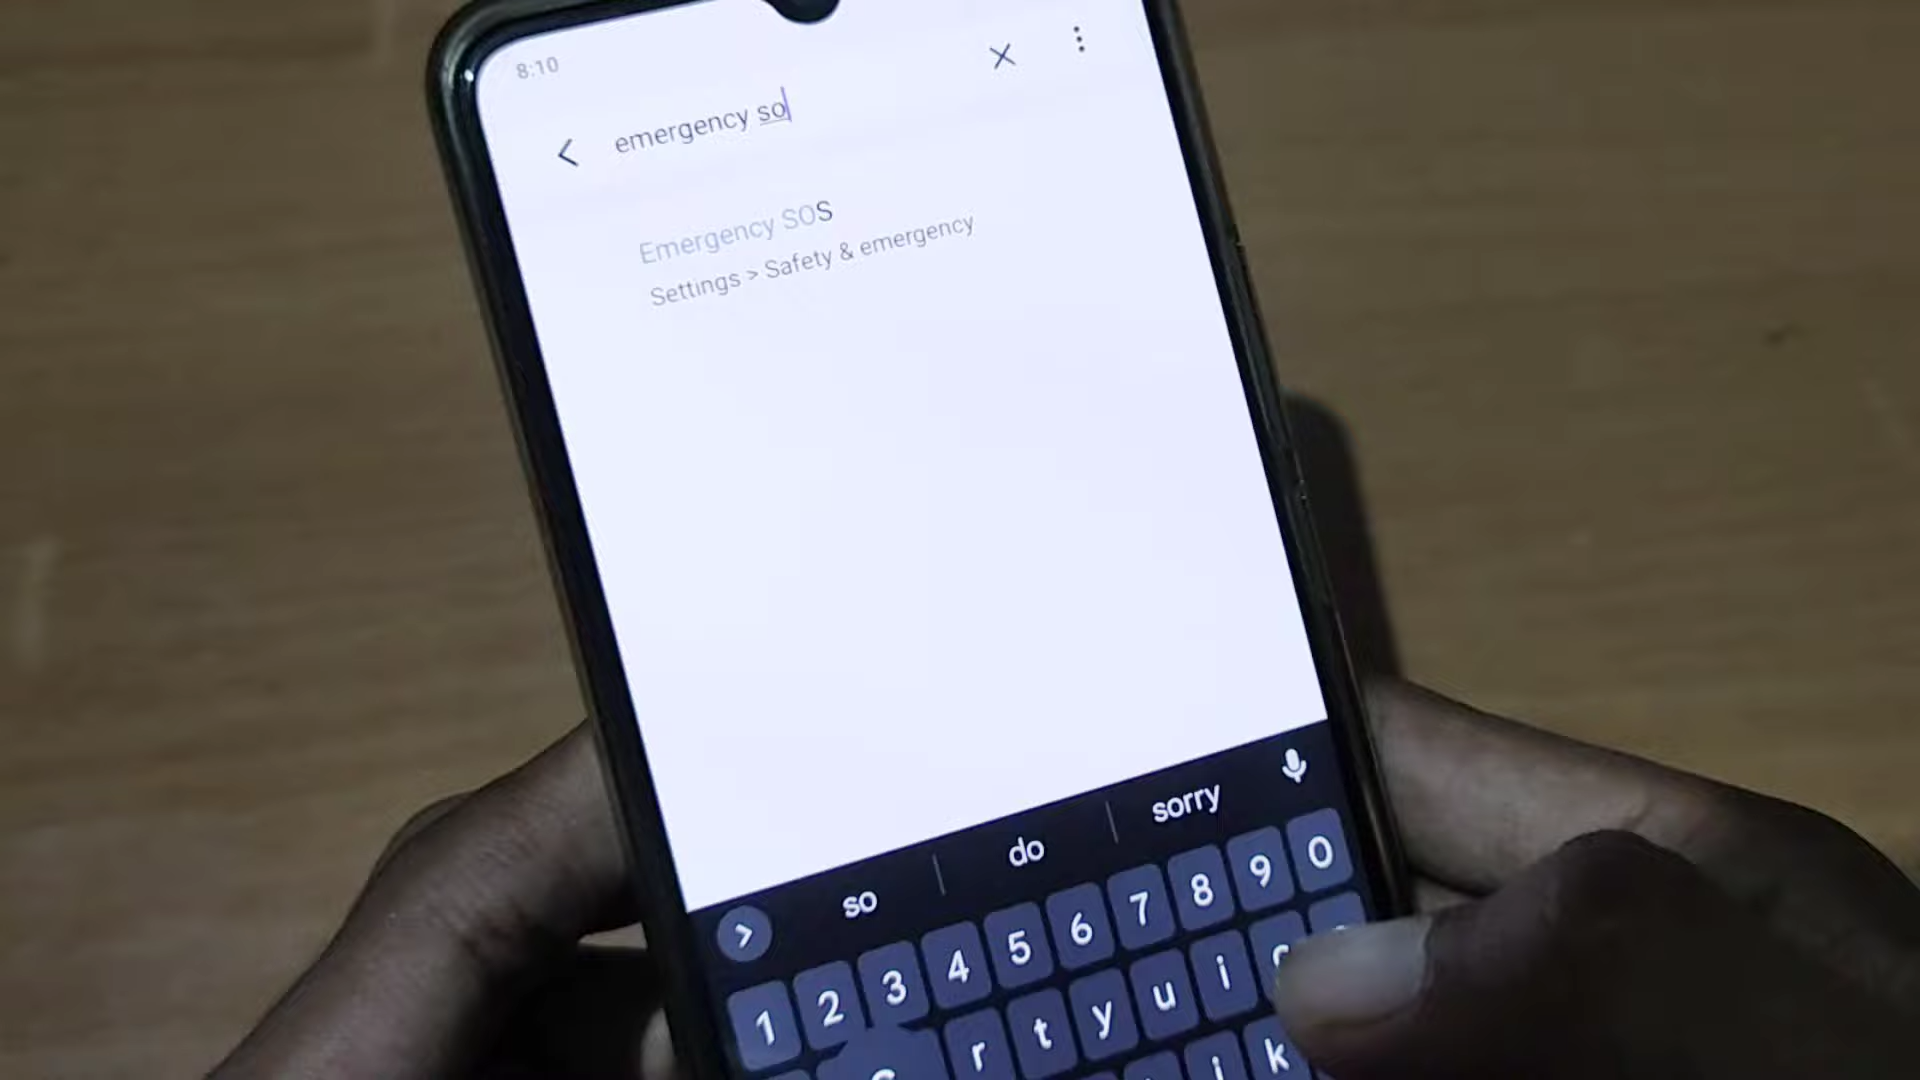 8:10
emergency so
Emergency SOS
Settings > Safety & emergency
so
do
sorry
1 2 3 4 5 6 7 8 9 0
r t y u i
k